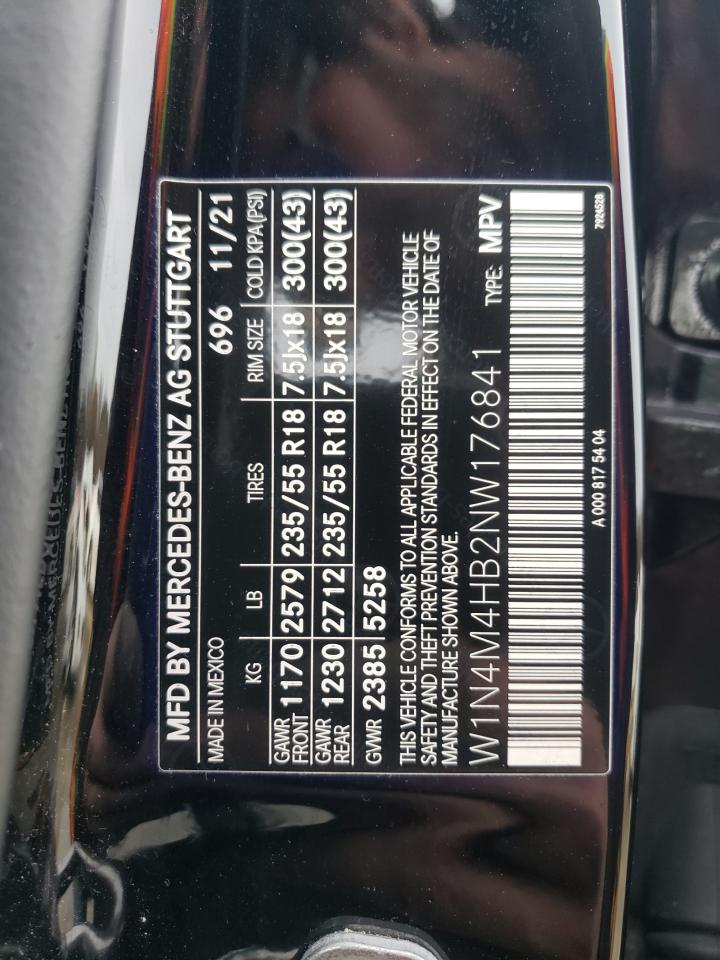 MFD BY MERCEDES-BENZ AG STUTTGART
MADE IN MEXICO 696 11/21
KG LB TIRES RIM SIZE COLD KPA(PSI)
GAWR FRONT 1170 2579 235/55 R18 7.5Jx18 300(43)
GAWR REAR 1230 2712 235/55 R18 7.5Jx18 300(43)
GVWR 2385 5258
THIS VEHICLE CONFORMS TO ALL APPLICABLE FEDERAL MOTOR VEHICLE
SAFETY AND THEFT PREVENTION STANDARDS IN EFFECT ON THE DATE OF
MANUFACTURE SHOWN ABOVE.
W1N4M4HB2NW176841 TYPE: MPV
A 000 817 54 04 7924528